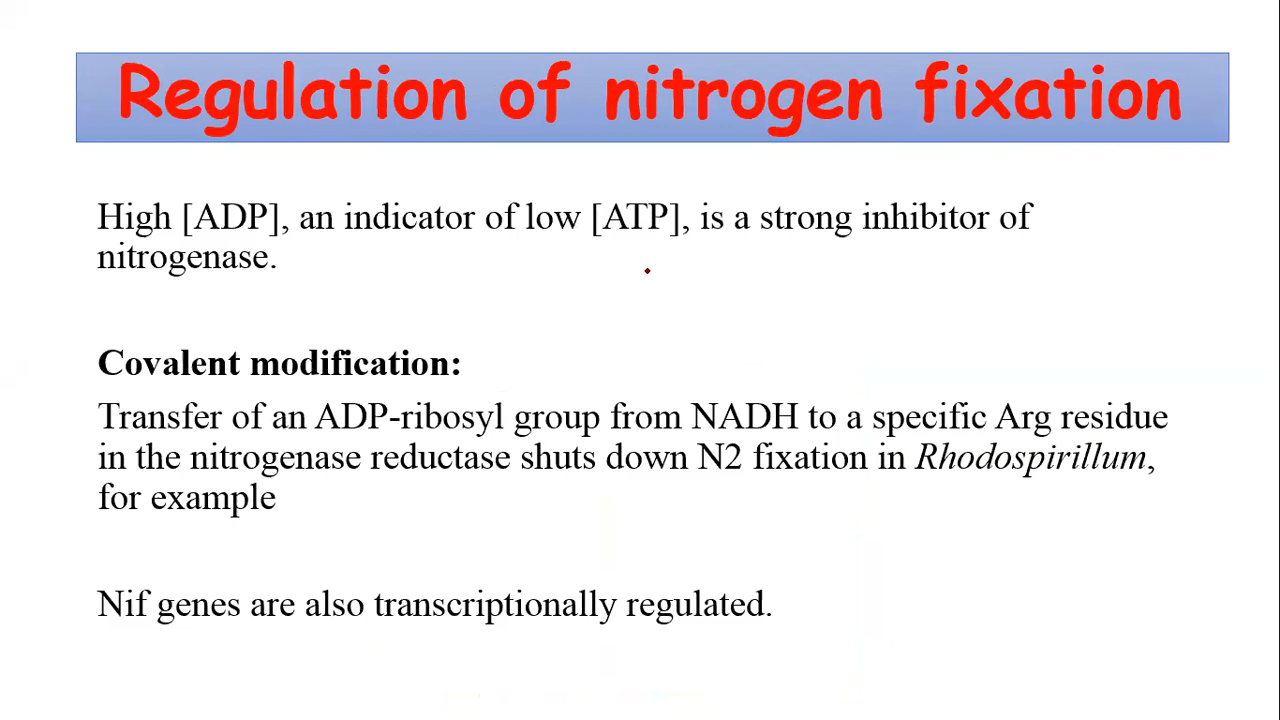 Regulation of nitrogen fixation
High [ADP], an indicator of low [ATP], is a strong inhibitor of
nitrogenase.
Covalent modification:
Transfer of an ADP-ribosyl group from NADH to a specific Arg residue
in the nitrogenase reductase shuts down N2 fixation in Rhodospirillum,
for example
Nif genes are also transcriptionally regulated.